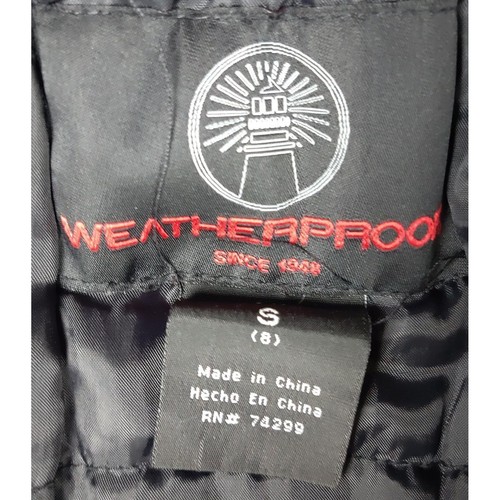 WEATHERPROOF
SINCE 1948
S
(8)
Made in China
Hecho En China
RN# 74299